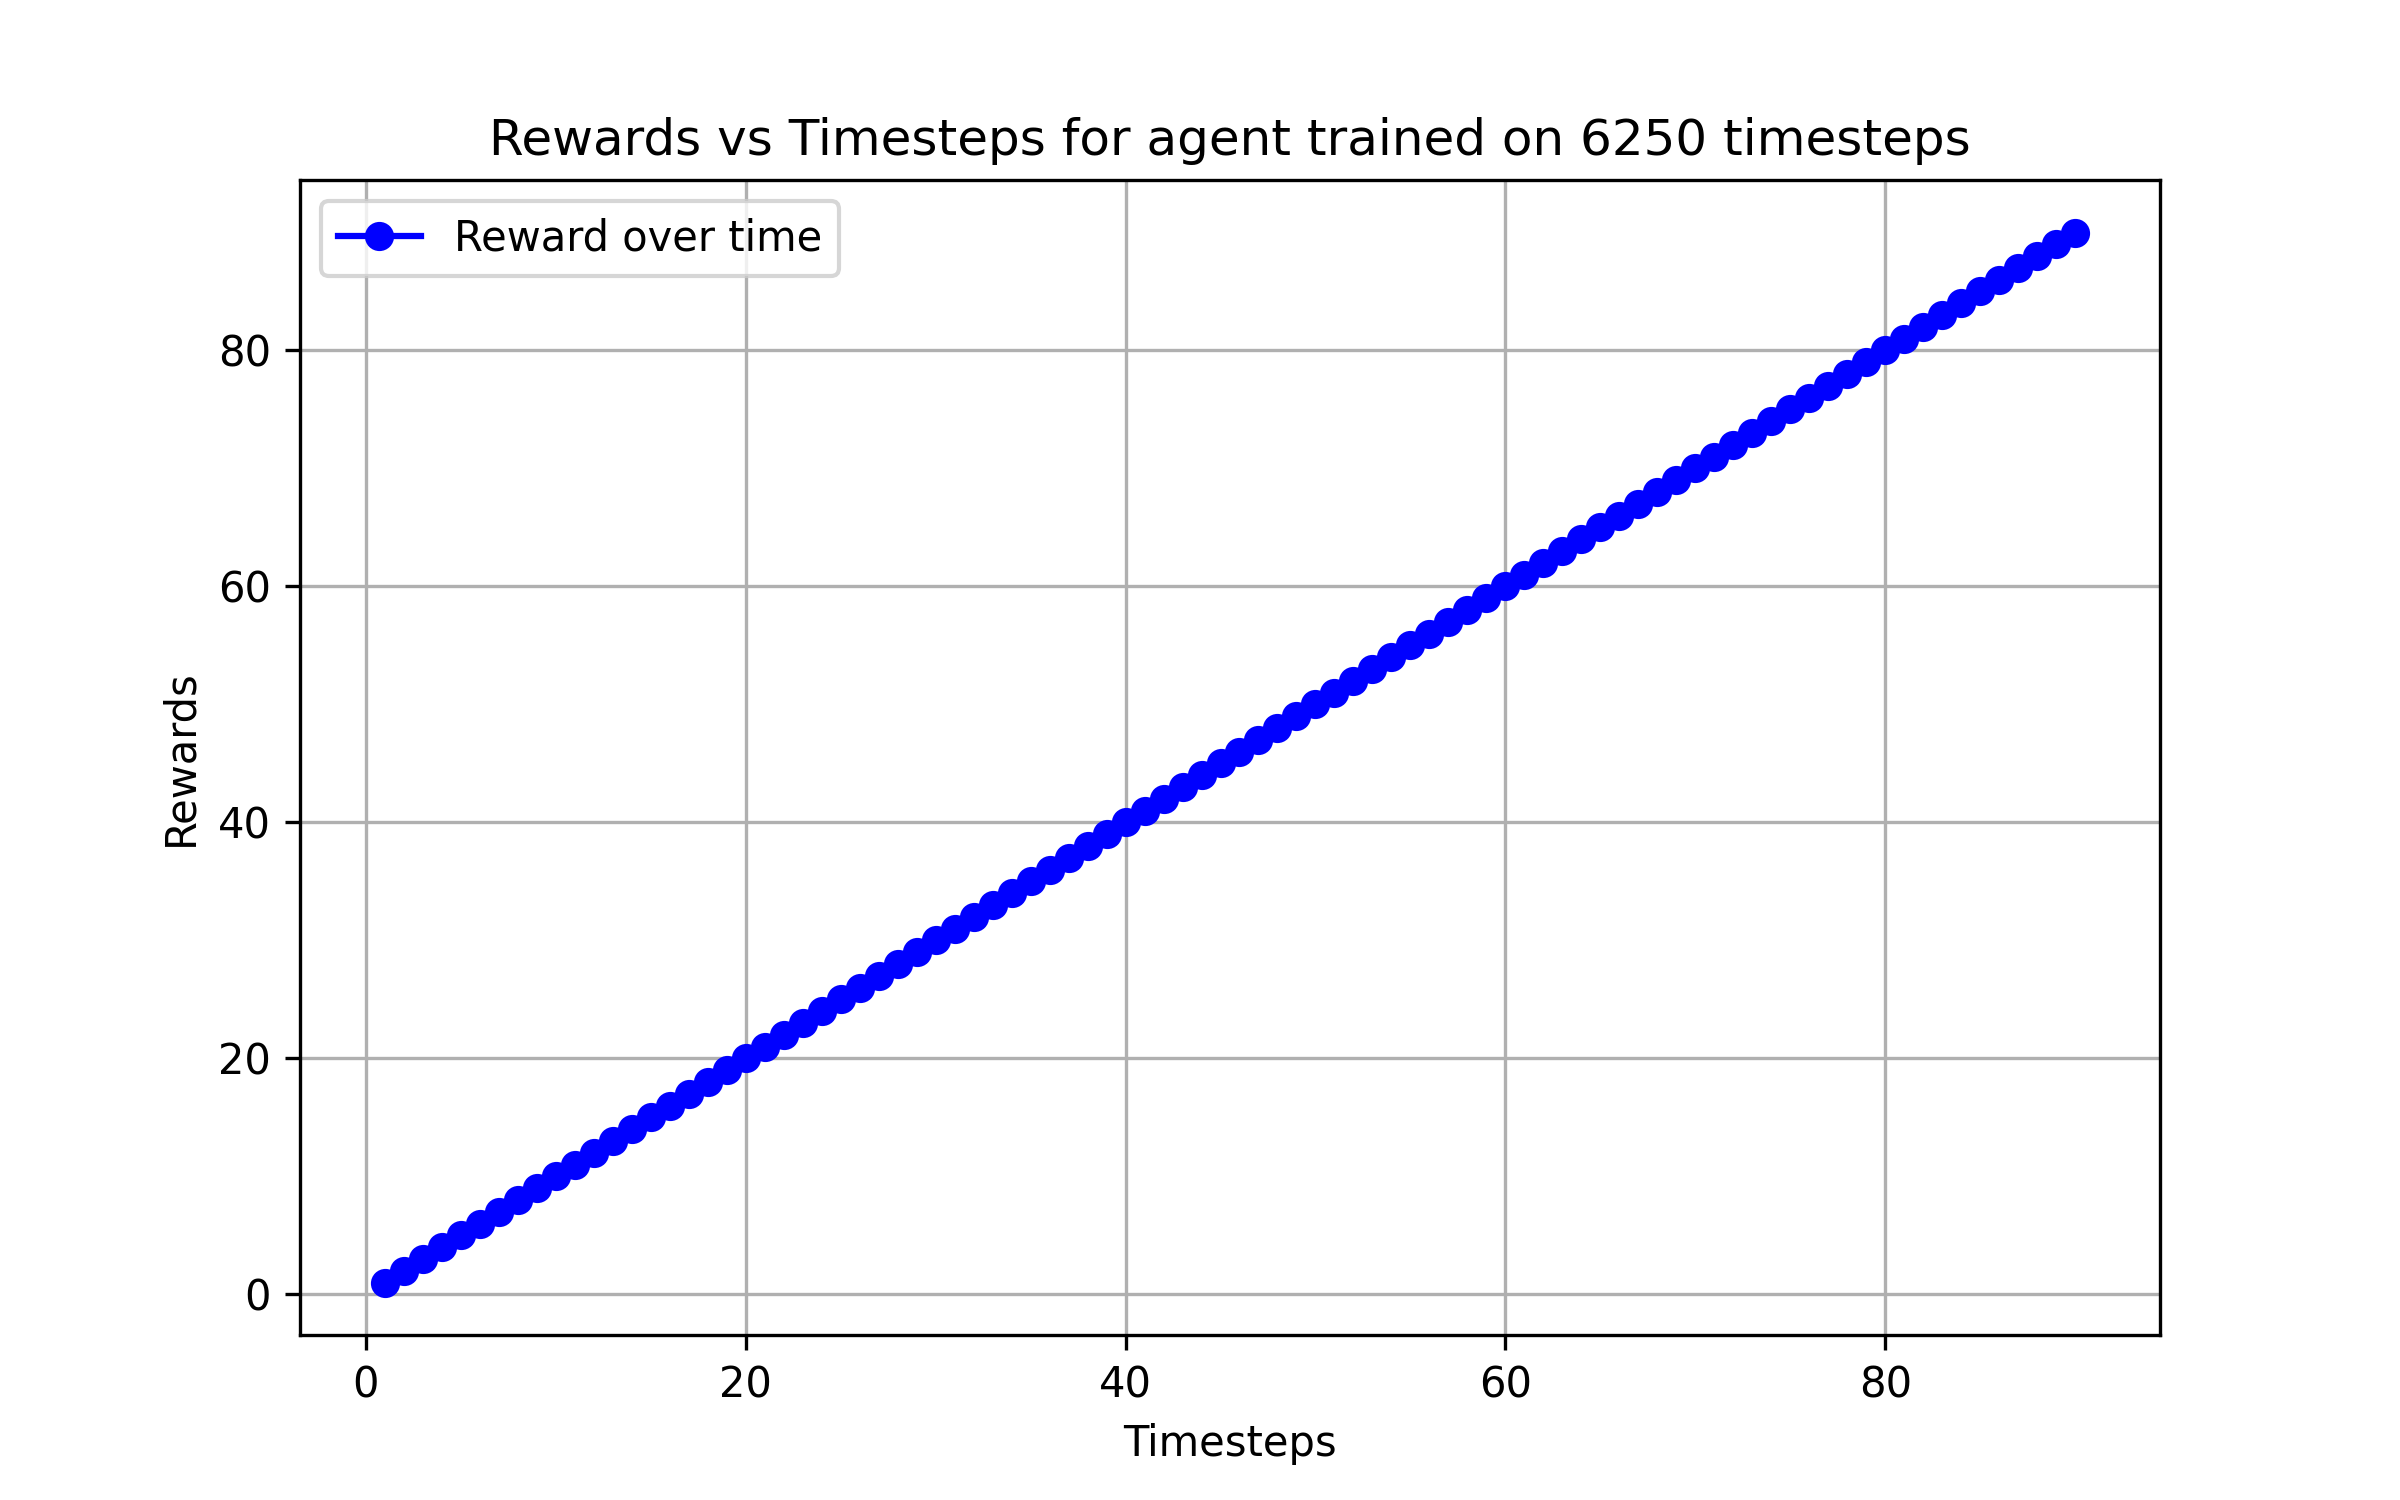 Rewards vs Timesteps for agent trained on 6250 timesteps
Reward over time
80
60
40
20
0
Rewards
0 20 40 60 80
Timesteps